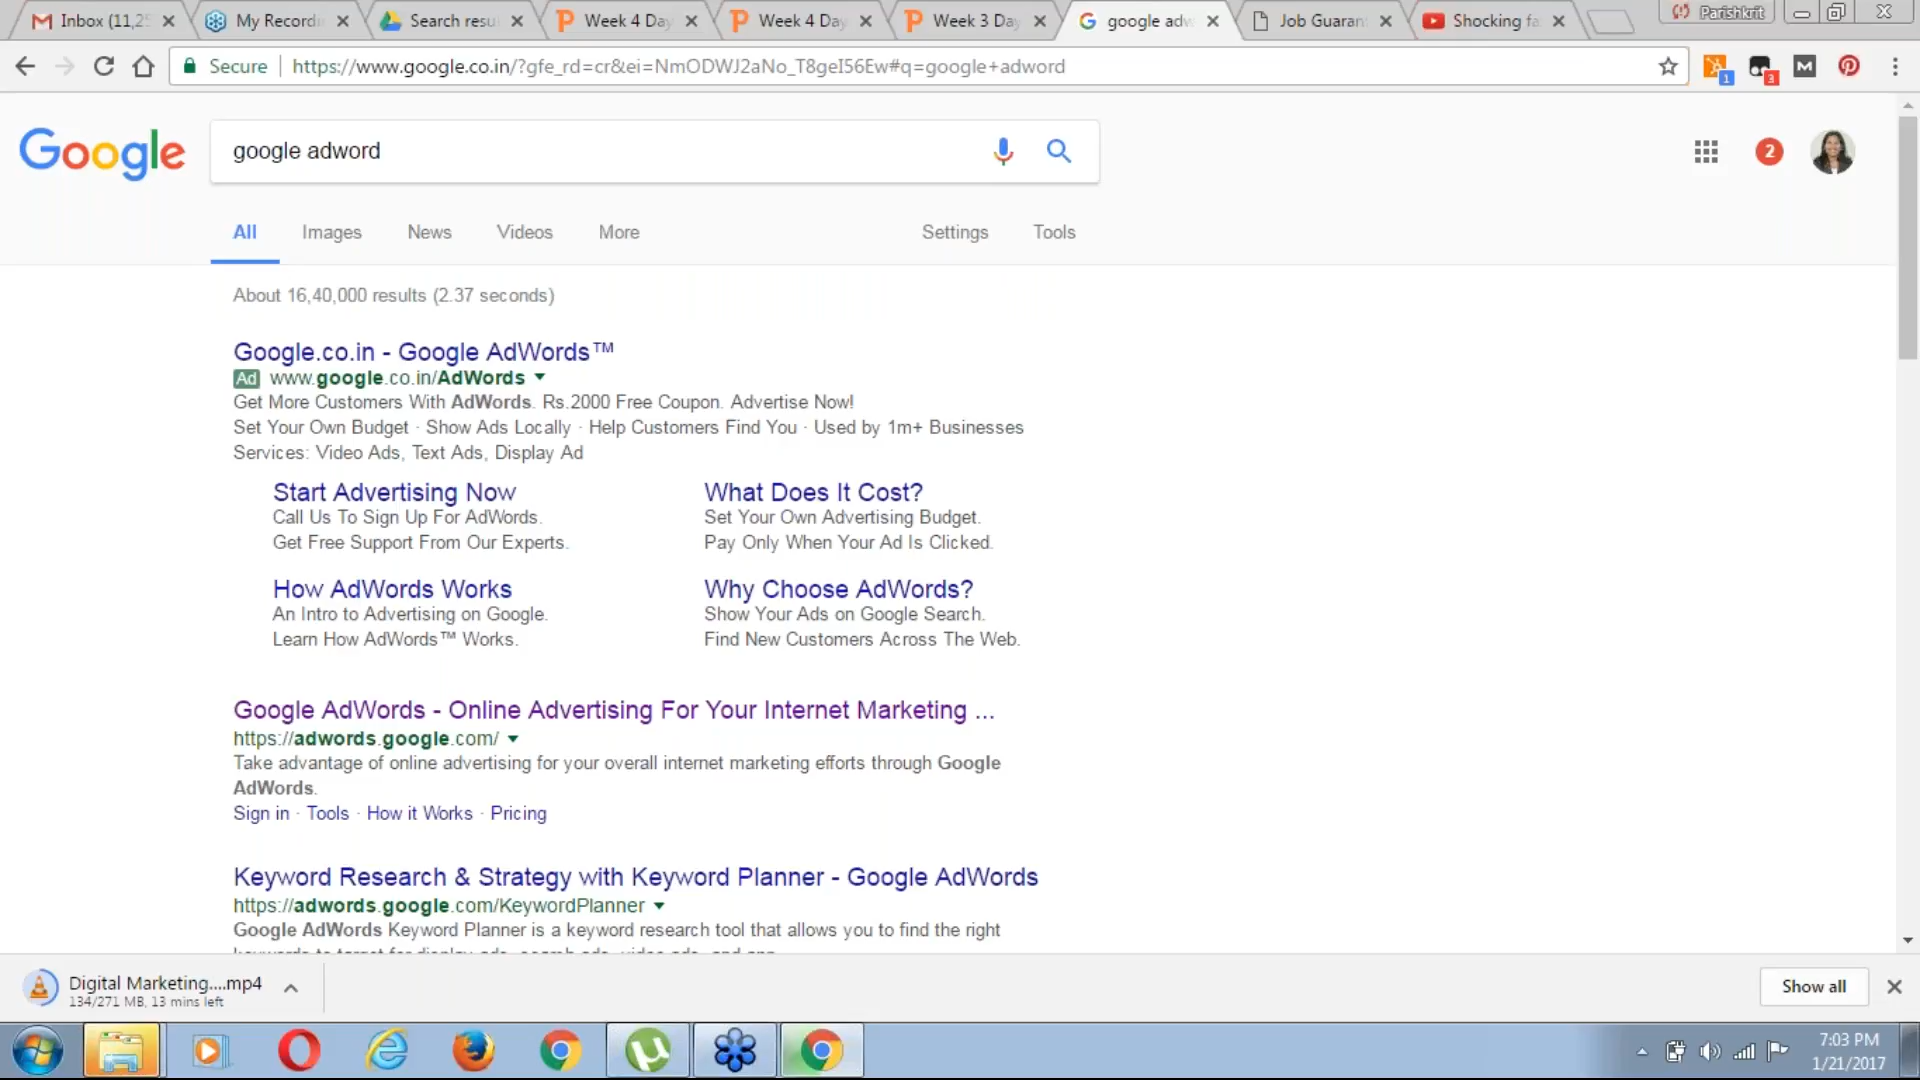 Inbox (11,25
My Recordi
Search resu
Week 4 Day
Week 4 Day
Week 3 Day
google adw
Job Guaran
Shocking fa
Parishkrit
Secure
https://www.google.co.in/?gfe_rd=cr&ei=NmODWJ2aNo_T8geI56Ew#q=google+adword
1
3
Google
google adword
2
All
Images
News
Videos
More
Settings
Tools
About 16,40,000 results (2.37 seconds)
Google.co.in - Google AdWords™
Ad www.google.co.in/AdWords
Get More Customers With AdWords. Rs.2000 Free Coupon. Advertise Now!
Set Your Own Budget · Show Ads Locally · Help Customers Find You · Used by 1m+ Businesses
Services: Video Ads, Text Ads, Display Ad
Start Advertising Now
Call Us To Sign Up For AdWords.
Get Free Support From Our Experts.
What Does It Cost?
Set Your Own Advertising Budget.
Pay Only When Your Ad Is Clicked.
How AdWords Works
An Intro to Advertising on Google.
Learn How AdWords™ Works.
Why Choose AdWords?
Show Your Ads on Google Search.
Find New Customers Across The Web.
Google AdWords - Online Advertising For Your Internet Marketing ...
https://adwords.google.com/
Take advantage of online advertising for your overall internet marketing efforts through Google
AdWords.
Sign in · Tools · How it Works · Pricing
Keyword Research & Strategy with Keyword Planner - Google AdWords
https://adwords.google.com/KeywordPlanner
Google AdWords Keyword Planner is a keyword research tool that allows you to find the right
Digital Marketing....mp4
134/271 MB, 13 mins left
Show all
7:03 PM
1/21/2017